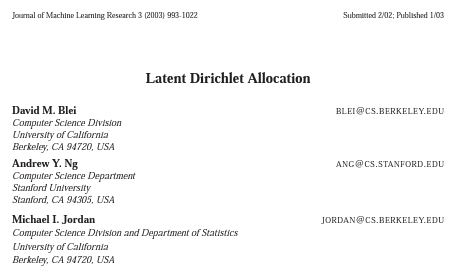 Journal of Machine Learning Research 3 (2003) 993-1022 Submitted 2/02; Published 1/03
Latent Dirichlet Allocation
David M. Blei BLEI@CS.BERKELEY.EDU
Computer Science Division
University of California
Berkeley, CA 94720, USA
Andrew Y. Ng ANG@CS.STANFORD.EDU
Computer Science Department
Stanford University
Stanford, CA 94305, USA
Michael I. Jordan JORDAN@CS.BERKELEY.EDU
Computer Science Division and Department of Statistics
University of California
Berkeley, CA 94720, USA